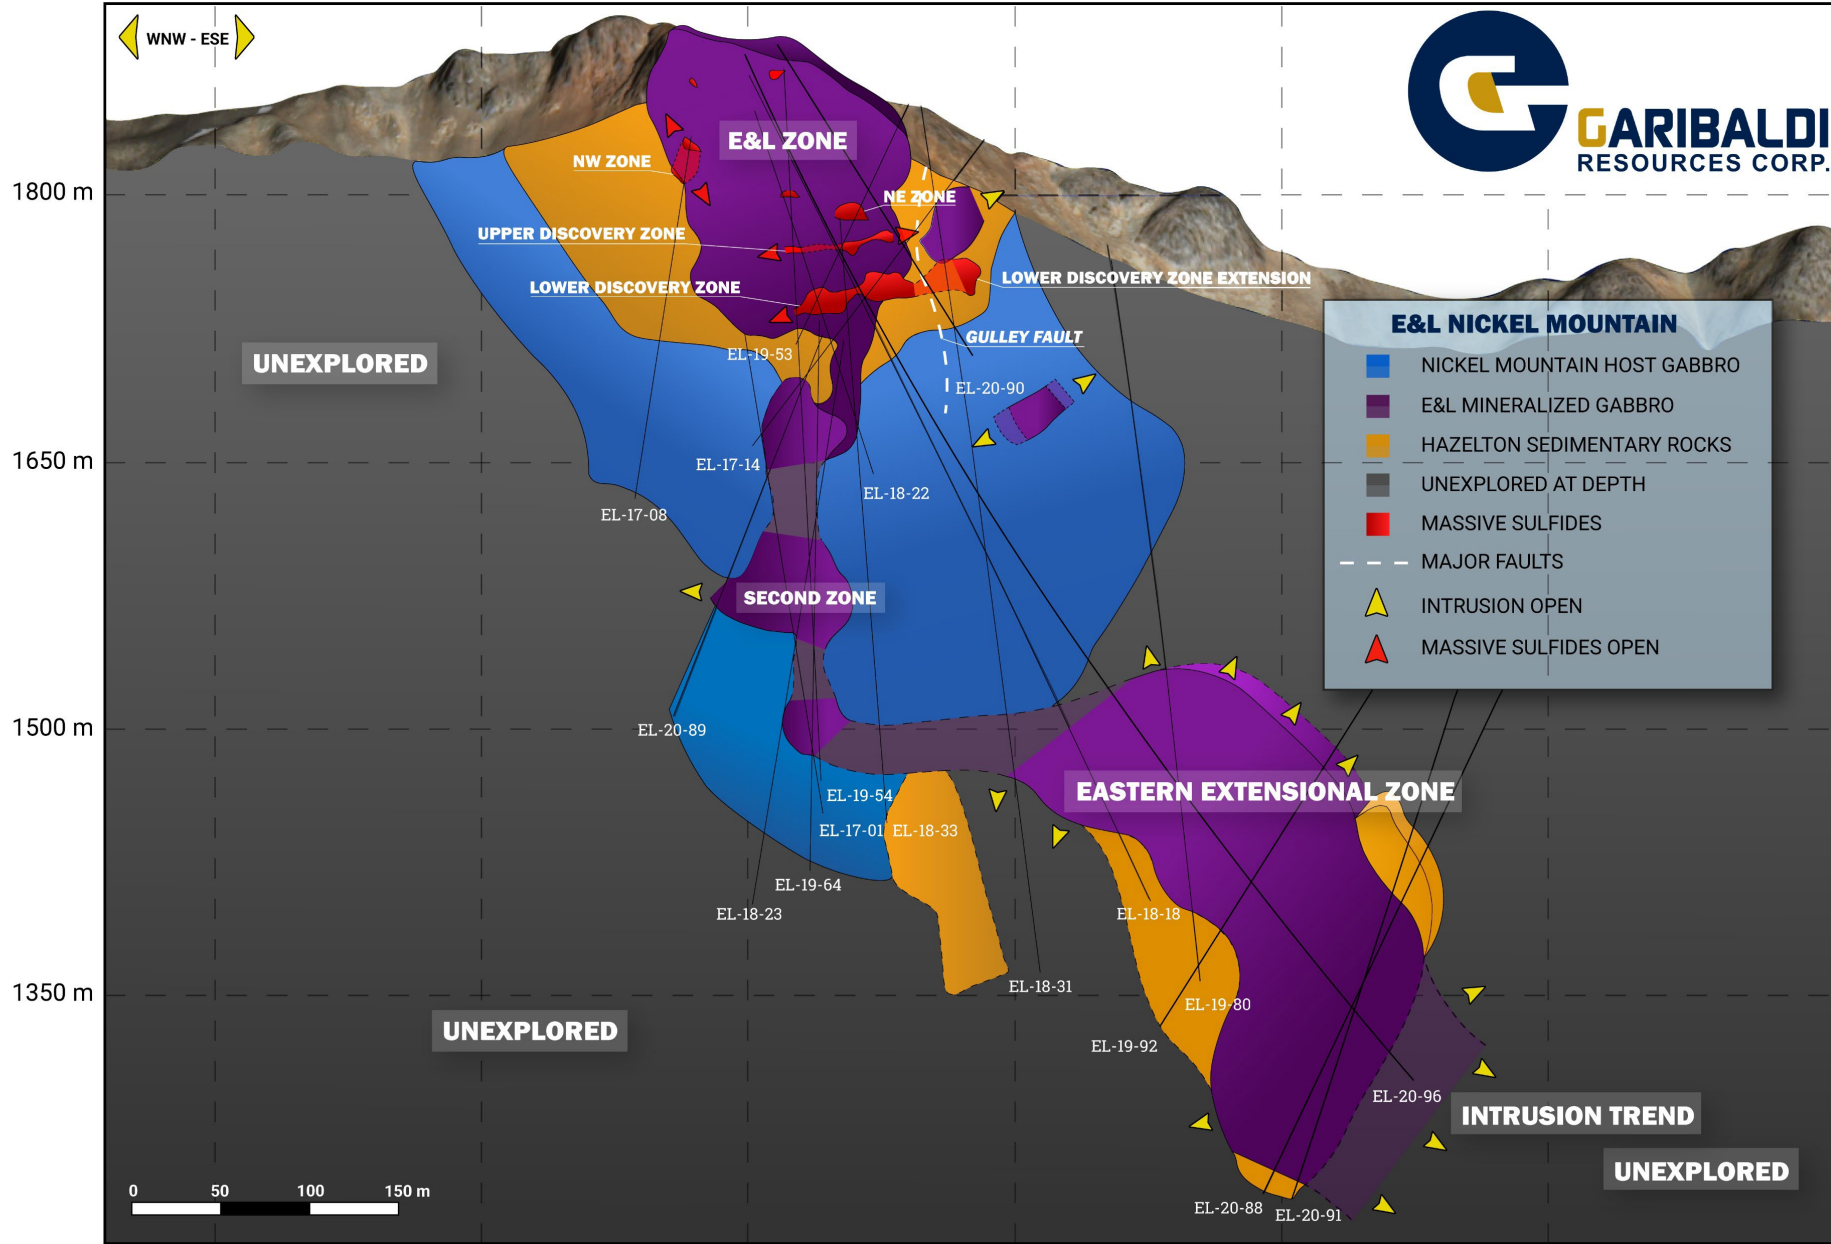 WNW - ESE
GARIBALDI
RESOURCES CORP.
E&L ZONE
NW ZONE
1800 m
NE ZONE
UPPER DISCOVERY ZONE
LOWER DISCOVERY ZONE EXTENSION
LOWER DISCOVERY ZONE
E&L NICKEL MOUNTAIN
NICKEL MOUNTAIN HOST GABBRO
E&L MINERALIZED GABBRO
HAZELTON SEDIMENTARY ROCKS
UNEXPLORED AT DEPTH
MASSIVE SULFIDES
MAJOR FAULTS
INTRUSION OPEN
MASSIVE SULFIDES OPEN
GULLEY FAULT
EL-19-53
UNEXPLORED
EL-20-90
1650 m
EL-17-14
EL-18-22
EL-17-08
SECOND ZONE
1500 m
EL-20-89
EASTERN EXTENSIONAL ZONE
EL-19-54
EL-17-01
EL-18-33
EL-19-64
EL-18-23
EL-18-18
1350 m
EL-18-31
EL-19-80
UNEXPLORED
EL-19-92
EL-20-96
INTRUSION TREND
UNEXPLORED
0 50 100 150 m
EL-20-88
EL-20-91